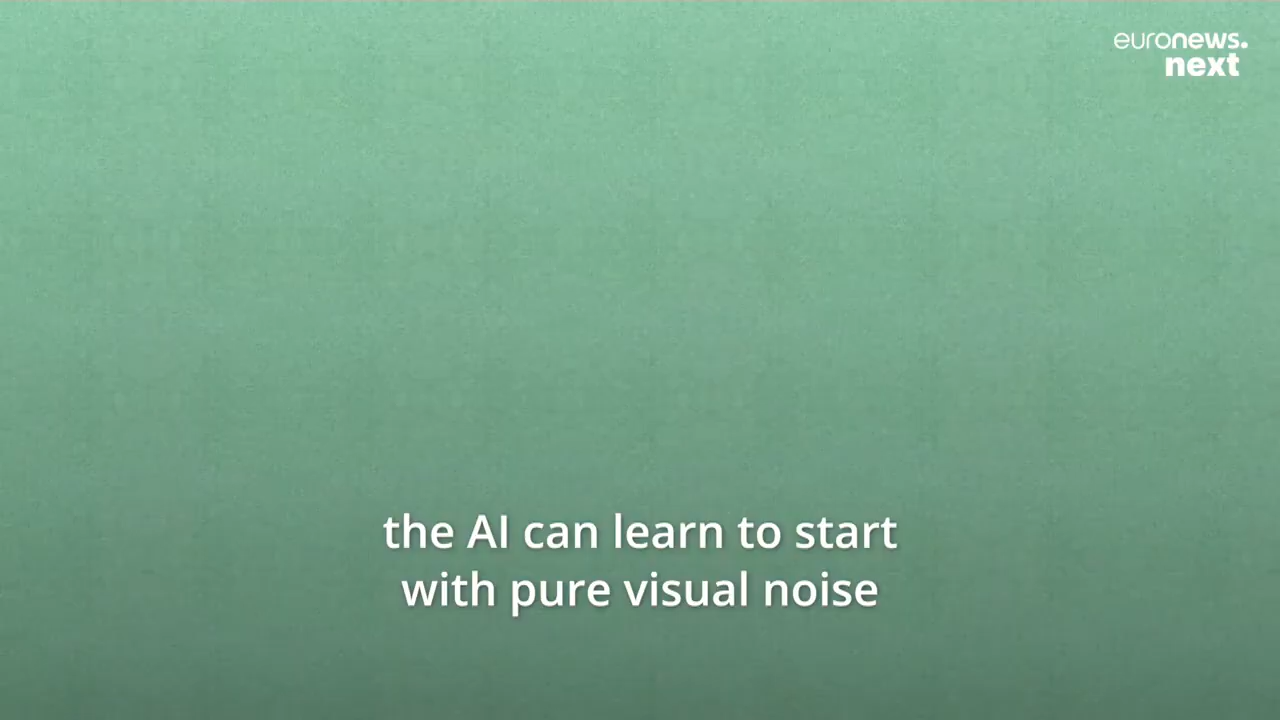 euronews.
next
the AI can learn to start
with pure visual noise